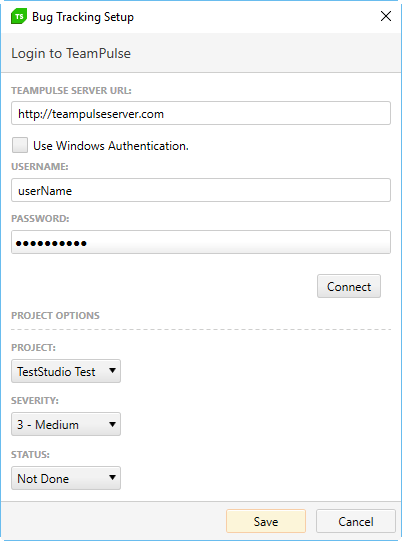 TS Bug Tracking Setup
Login to TeamPulse
TEAMPULSE SERVER URL:
http://teampulseserver.com
Use Windows Authentication.
USERNAME:
userName
PASSWORD:
●●●●●●●●●●
Connect
PROJECT OPTIONS
PROJECT:
TestStudio Test
SEVERITY:
3 - Medium
STATUS:
Not Done
Save Cancel